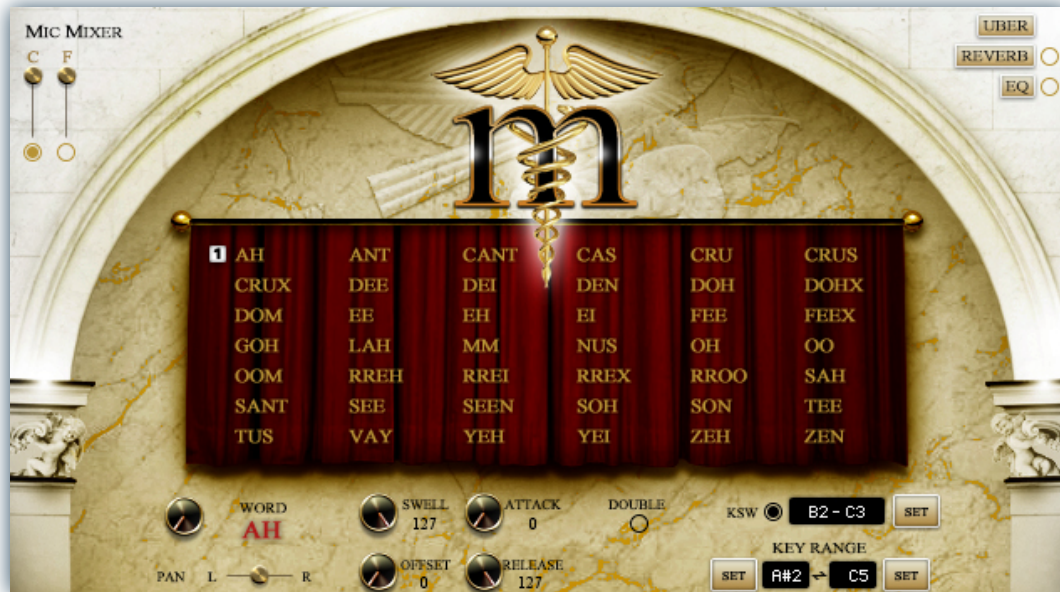 MIC MIXER
C F
UBER
REVERB
EQ
m
1 AH ANT CANT CAS CRU CRUS
CRUX DEE DEI DEN DOH DOHX
DOM EE EH EI FEE FEEX
GOH LAH MM NUS OH OO
OOM RREH RREI RREX RROO SAH
SANT SEE SEEN SOH SON TEE
TUS VAY YEH YEI ZEH ZEN
WORD
AH
PAN L R
SWELL
127
ATTACK
0
OFFSET
0
RELEASE
127
DOUBLE
KSW B2 - C3 SET
KEY RANGE
SET A#2 ⇌ C5 SET